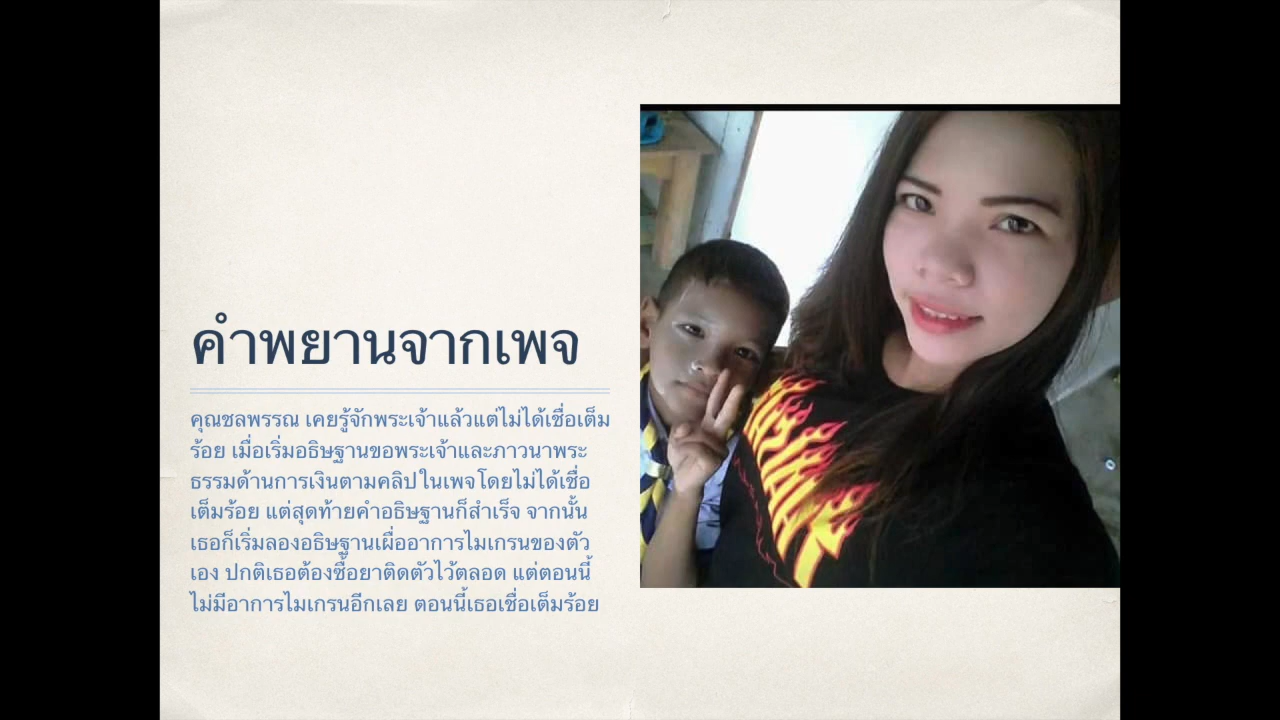 คำพยานจากเพจ
คุณชลพรรณ เคยรู้จักพระเจ้าแล้วแต่ไม่ได้เชื่อเต็ม
ร้อย เมื่อเริ่มอธิษฐานขอพระเจ้าและภาวนาพระ
ธรรมด้านการเงินตามคลิปในเพจโดยไม่ได้เชื่อ
เต็มร้อย แต่สุดท้ายคำอธิษฐานก็สำเร็จ จากนั้น
เธอก็เริ่มลองอธิษฐานเผื่ออาการไมเกรนของตัว
เอง ปกติเธอต้องซื้อยาติดตัวไว้ตลอด แต่ตอนนี้
ไม่มีอาการไมเกรนอีกเลย ตอนนี้เธอเชื่อเต็มร้อย